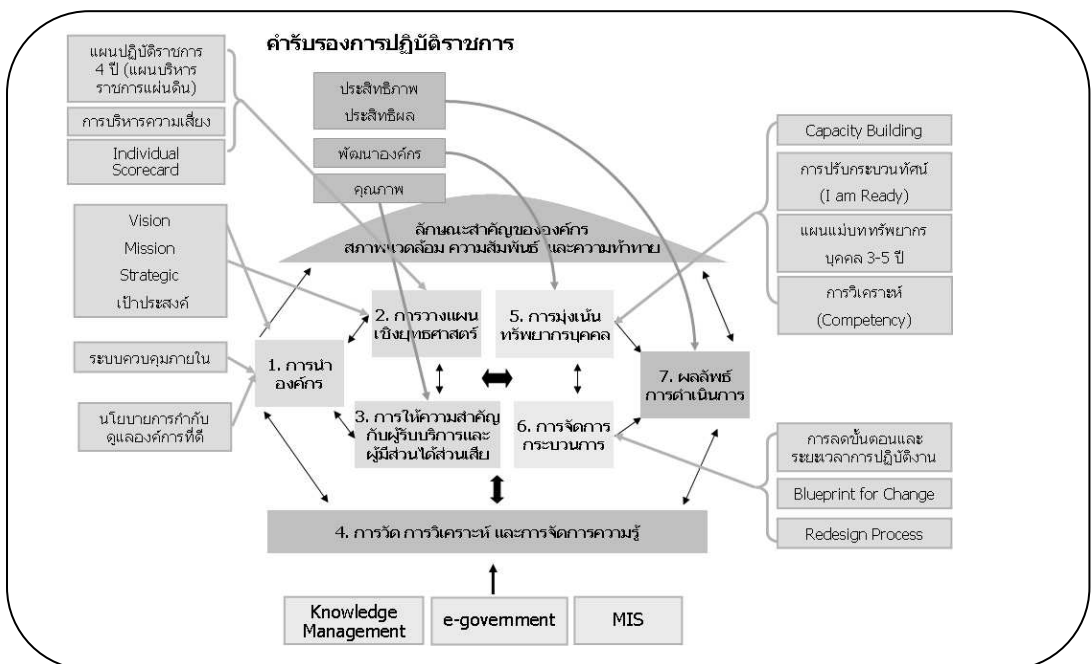 คำรับรองการปฏิบัติราชการ
แผนปฏิบัติราชการ
4 ปี (แผนบริหาร
ราชการแผ่นดิน)
การบริหารความเสี่ยง
Individual
Scorecard
ประสิทธิภาพ
ประสิทธิผล
พัฒนาองค์กร
คุณภาพ
Vision
Mission
Strategic
เป้าประสงค์
ระบบควบคุมภายใน
นโยบายการกำกับ
ดูแลองค์การที่ดี
ลักษณะสำคัญขององค์กร
สภาพแวดล้อม ความสัมพันธ์ และความท้าทาย
1. การนำ
องค์กร
2. การวางแผน
เชิงยุทธศาสตร์
3. การให้ความสำคัญ
กับผู้รับบริการและ
ผู้มีส่วนได้ส่วนเสีย
5. การมุ่งเน้น
ทรัพยากรบุคคล
6. การจัดการ
กระบวนการ
7. ผลลัพธ์
การดำเนินการ
4. การวัด การวิเคราะห์ และการจัดการความรู้
Capacity Building
การปรับกระบวนทัศน์
(I am Ready)
แผนแม่บททรัพยากร
บุคคล 3-5 ปี
การวิเคราะห์
(Competency)
การลดขั้นตอนและ
ระยะเวลาการปฏิบัติงาน
Blueprint for Change
Redesign Process
Knowledge
Management
e-government
MIS